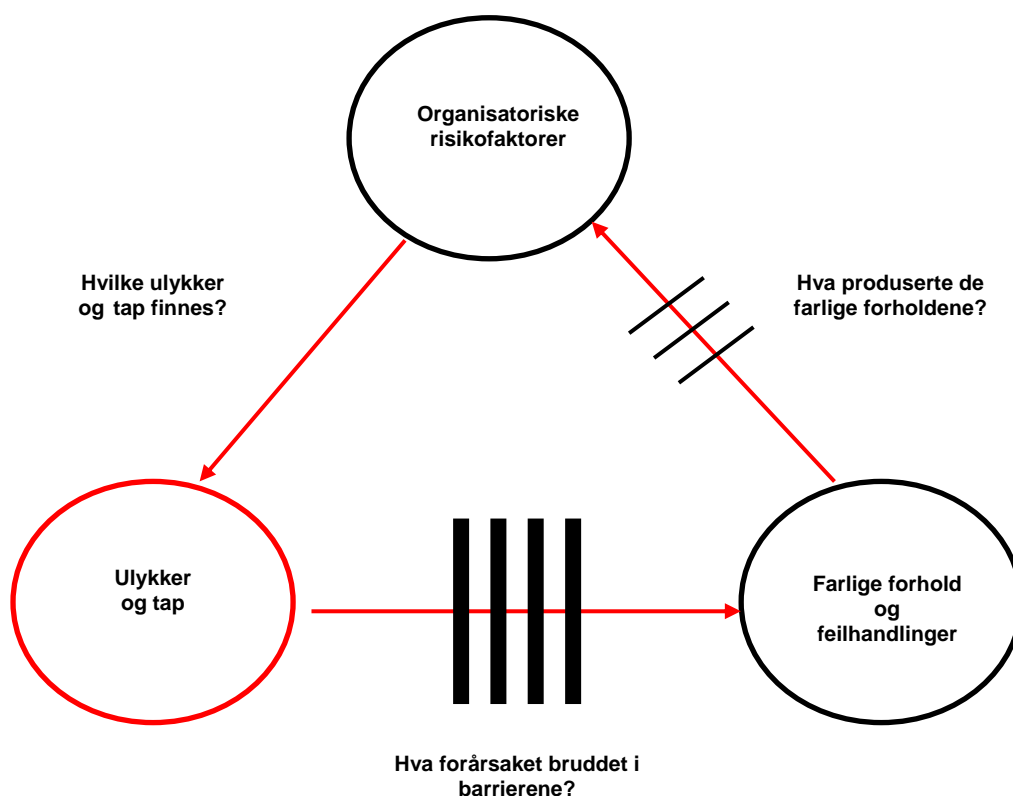 Organisatoriske
risikofaktorer
Hvilke ulykker
og tap finnes?
Hva produserte de
farlige forholdene?
Ulykker
og tap
Farlige forhold
og
feilhandlinger
Hva forårsaket bruddet i
barrierene?